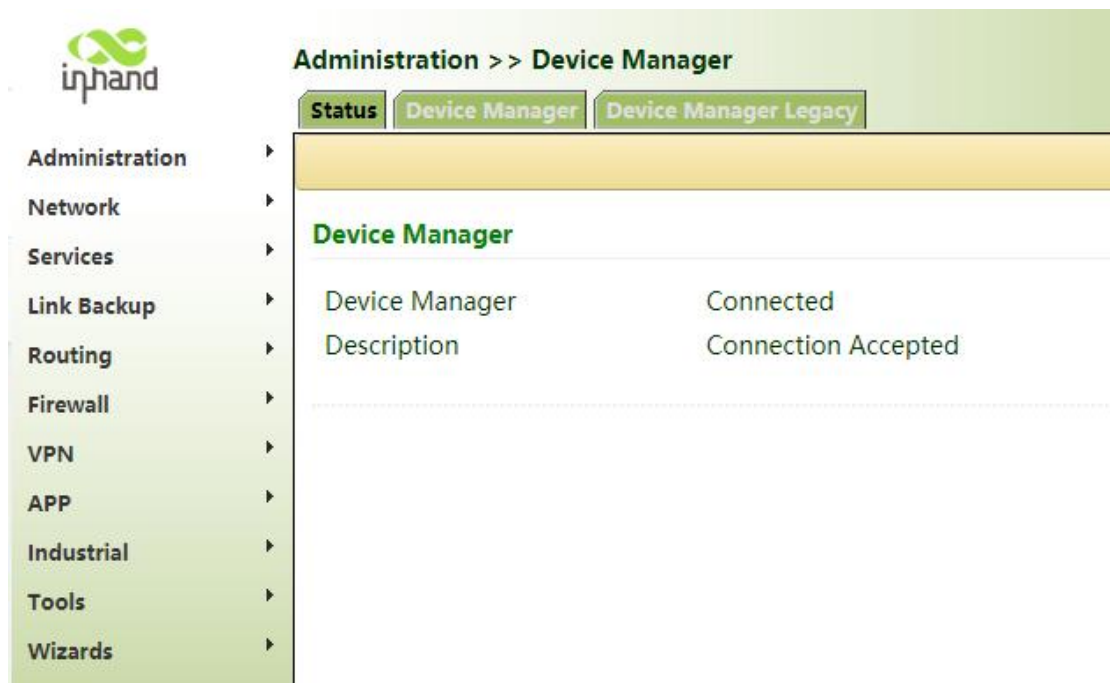 inhand
Administration >> Device Manager
Status Device Manager Device Manager Legacy
Administration
Network
Services
Link Backup
Routing
Firewall
VPN
APP
Industrial
Tools
Wizards
Device Manager
Device Manager Connected
Description Connection Accepted